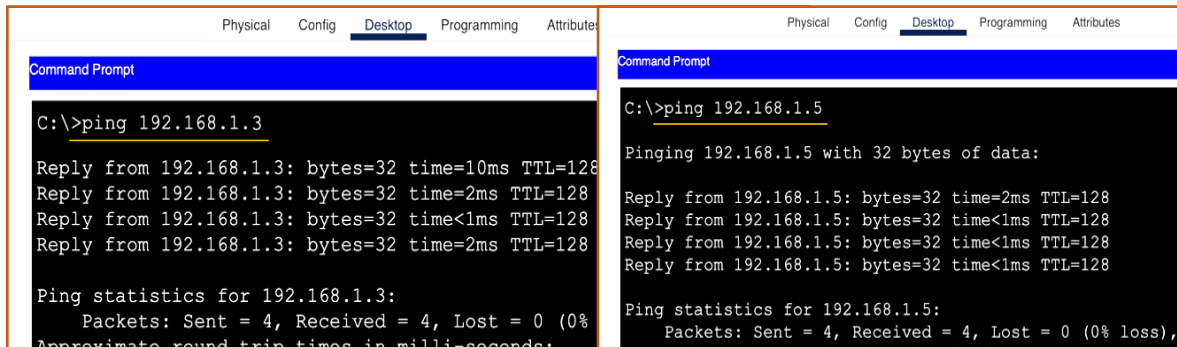 Physical Config Desktop Programming Attributes
Command Prompt
C:\>ping 192.168.1.3
Reply from 192.168.1.3: bytes=32 time=10ms TTL=128
Reply from 192.168.1.3: bytes=32 time=2ms TTL=128
Reply from 192.168.1.3: bytes=32 time<1ms TTL=128
Reply from 192.168.1.3: bytes=32 time=2ms TTL=128
Ping statistics for 192.168.1.3:
Packets: Sent = 4, Received = 4, Lost = 0 (0%
Approximate round trip times in milli-seconds:
Physical Config Desktop Programming Attributes
Command Prompt
C:\>ping 192.168.1.5
Pinging 192.168.1.5 with 32 bytes of data:
Reply from 192.168.1.5: bytes=32 time=2ms TTL=128
Reply from 192.168.1.5: bytes=32 time<1ms TTL=128
Reply from 192.168.1.5: bytes=32 time<1ms TTL=128
Reply from 192.168.1.5: bytes=32 time<1ms TTL=128
Ping statistics for 192.168.1.5:
Packets: Sent = 4, Received = 4, Lost = 0 (0% loss),